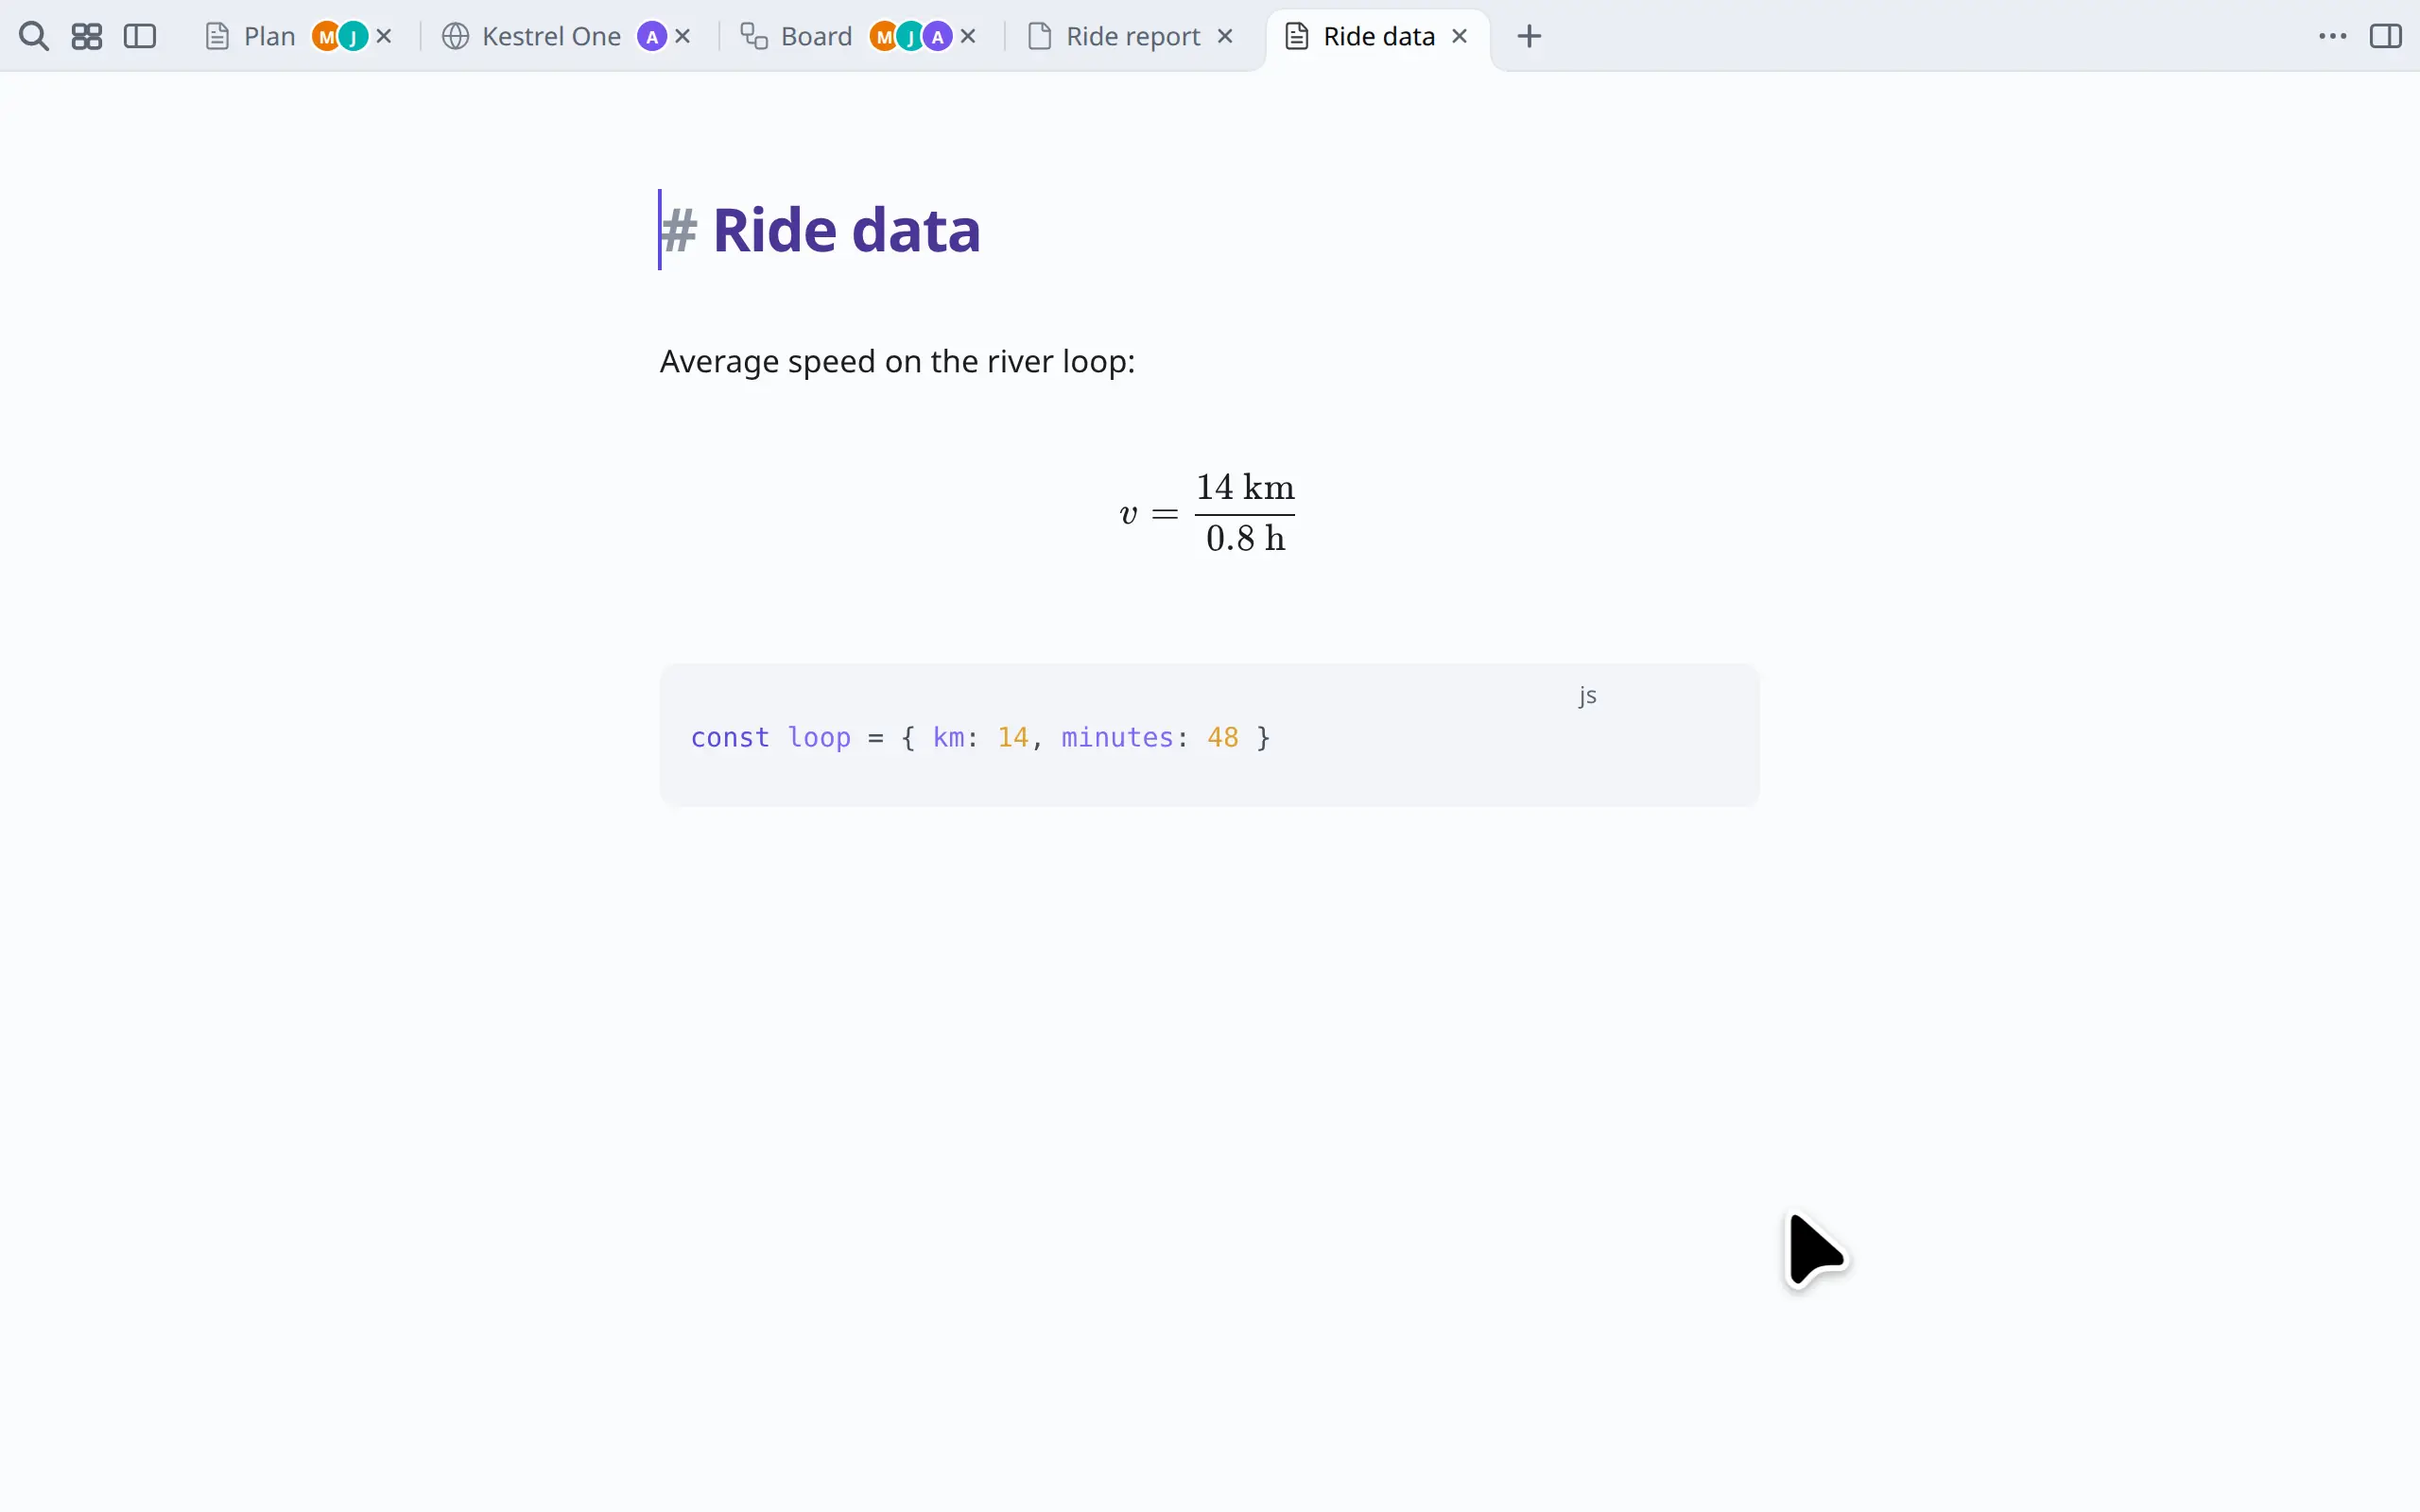 Plan M J
Kestrel One A
Board M J A
Ride report
Ride data
# Ride data
Average speed on the river loop:
v = 14 km / 0.8 h
js
const loop = { km: 14, minutes: 48 }